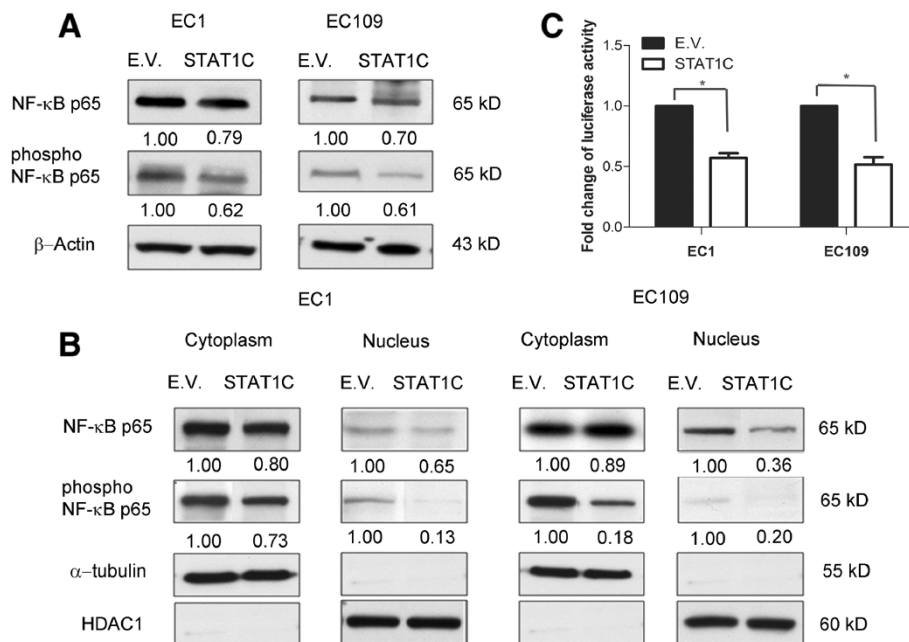 A
EC1
EC109
E.V. STAT1C
E.V. STAT1C
NF-κB p65
65 kD
1.00 0.79
1.00 0.70
phospho
NF-κB p65
65 kD
1.00 0.62
1.00 0.61
β-Actin
43 kD
C
Fold change of luciferase activity
1.5
1.0
0.5
0.0
E.V.
STAT1C
*
*
EC1
EC109
B
EC1
EC109
Cytoplasm
Nucleus
Cytoplasm
Nucleus
E.V. STAT1C
E.V. STAT1C
E.V. STAT1C
E.V. STAT1C
NF-κB p65
65 kD
1.00 0.80
1.00 0.65
1.00 0.89
1.00 0.36
phospho
NF-κB p65
65 kD
1.00 0.73
1.00 0.13
1.00 0.18
1.00 0.20
α-tubulin
55 kD
HDAC1
60 kD